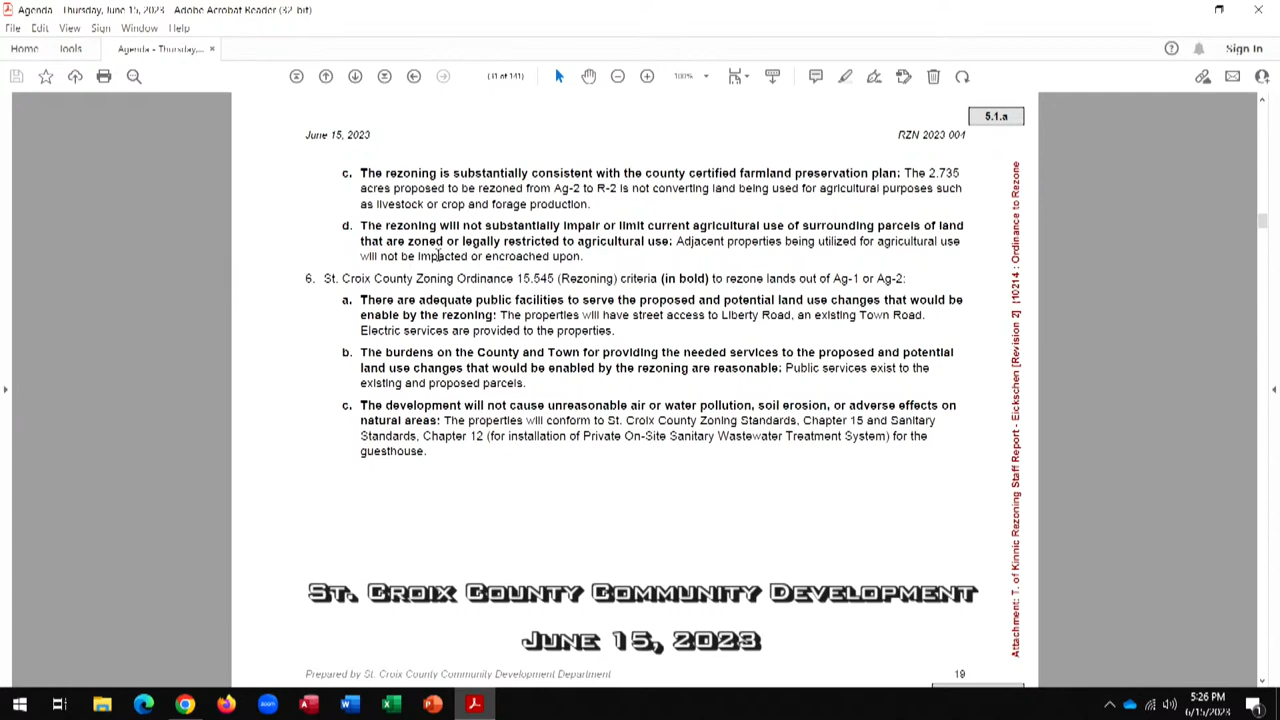 Agenda - Thursday, June 15, 2023 - Adobe Acrobat Reader (32-bit)
File Edit View Sign Window Help
Home Tools Agenda - Thursday,... × Sign In
(31 of 141) 100%
5.1.a
June 15, 2023 RZN 2023 004
c. The rezoning is substantially consistent with the county certified farmland preservation plan: The 2.735
acres proposed to be rezoned from Ag-2 to R-2 is not converting land being used for agricultural purposes such
as livestock or crop and forage production.
d. The rezoning will not substantially impair or limit current agricultural use of surrounding parcels of land
that are zoned or legally restricted to agricultural use: Adjacent properties being utilized for agricultural use
will not be impacted or encroached upon.
6. St. Croix County Zoning Ordinance 15.545 (Rezoning) criteria (in bold) to rezone lands out of Ag-1 or Ag-2:
a. There are adequate public facilities to serve the proposed and potential land use changes that would be
enable by the rezoning: The properties will have street access to Liberty Road, an existing Town Road.
Electric services are provided to the properties.
b. The burdens on the County and Town for providing the needed services to the proposed and potential
land use changes that would be enabled by the rezoning are reasonable: Public services exist to the
existing and proposed parcels.
c. The development will not cause unreasonable air or water pollution, soil erosion, or adverse effects on
natural areas: The properties will conform to St. Croix County Zoning Standards, Chapter 15 and Sanitary
Standards, Chapter 12 (for installation of Private On-Site Sanitary Wastewater Treatment System) for the
guesthouse.
Attachment: T. of Kinnic Rezoning Staff Report - Eickschen [Revision 2] (10214 : Ordinance to Rezone
St. Croix County Community Development
June 15, 2023
Prepared by St. Croix County Community Development Department 19
5:26 PM
6/15/2023